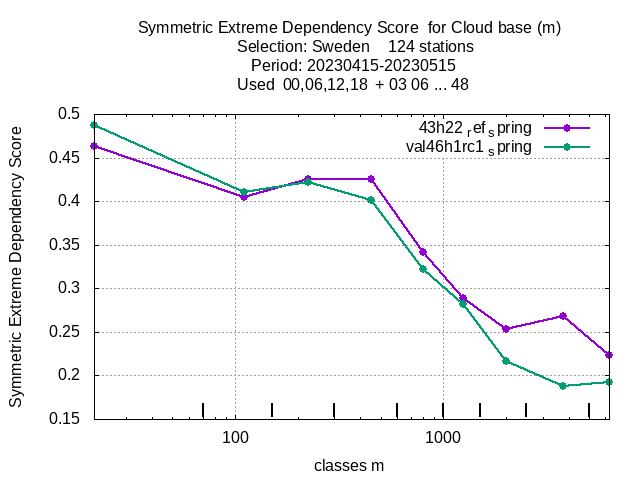 Symmetric Extreme Dependency Score  for Cloud base (m)
Selection: Sweden    124 stations
Period: 20230415-20230515
Used  00,06,12,18  + 03 06 ... 48
43h22 ref spring
val46h1rc1 spring
Symmetric Extreme Dependency Score
0.5
0.45
0.4
0.35
0.3
0.25
0.2
0.15
100 1000
classes m